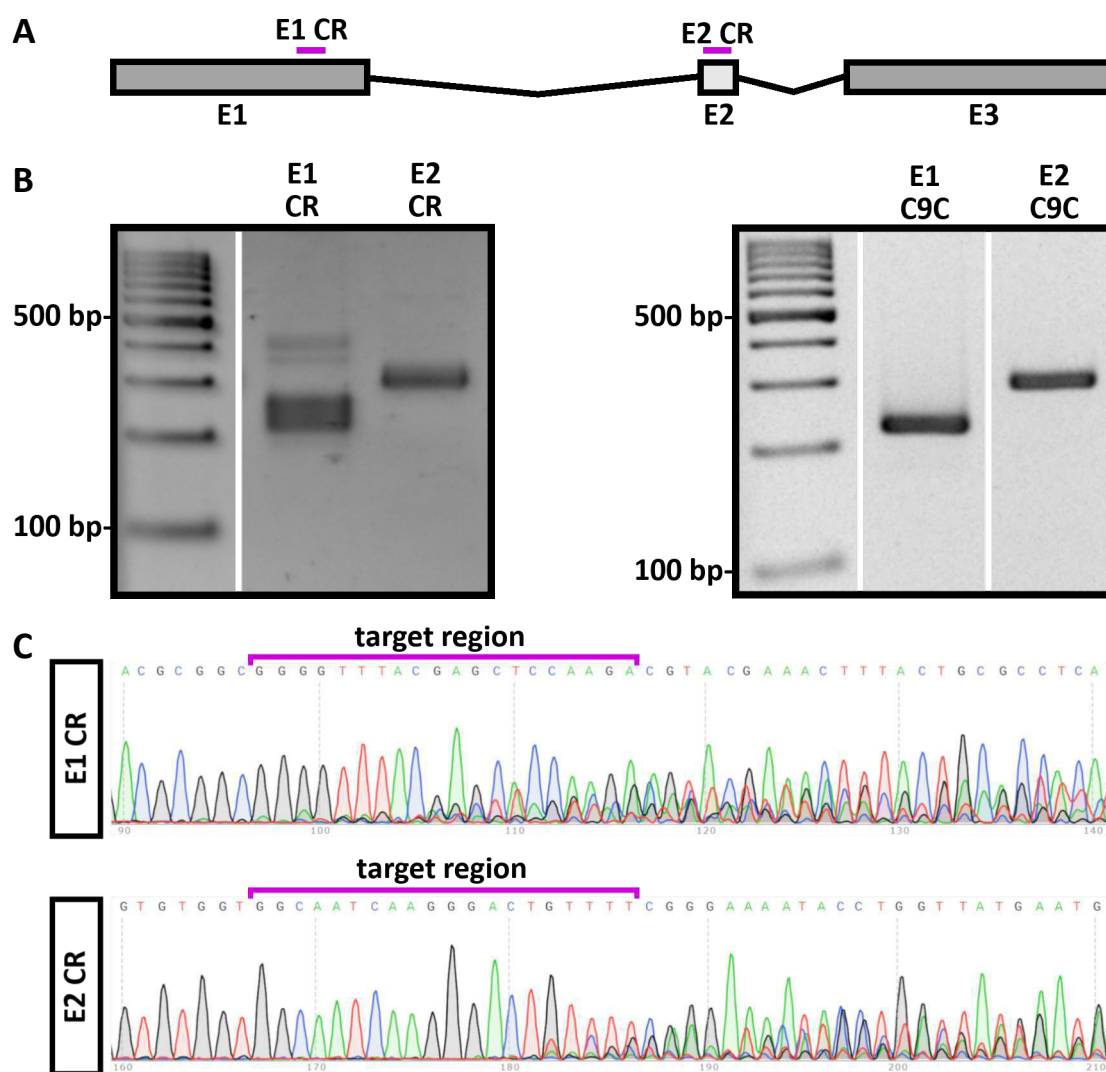 A
E1 CR
E2 CR
E1
E2
E3
B
E1 CR
E2 CR
500 bp
100 bp
E1 C9C
E2 C9C
500 bp
100 bp
C
target region
E1 CR
A C G C G G C G G G G T T T A C G A G C T C C A A G A C G T A C G A A A C T T T A C T G C G C C T C A
90 100 110 120 130 140
target region
E2 CR
G T G T G G T G G C A A T C A A G G G A C T G T T T T C G G G A A A A T A C C T G G T T A T G A A T G
160 170 180 190 200 210